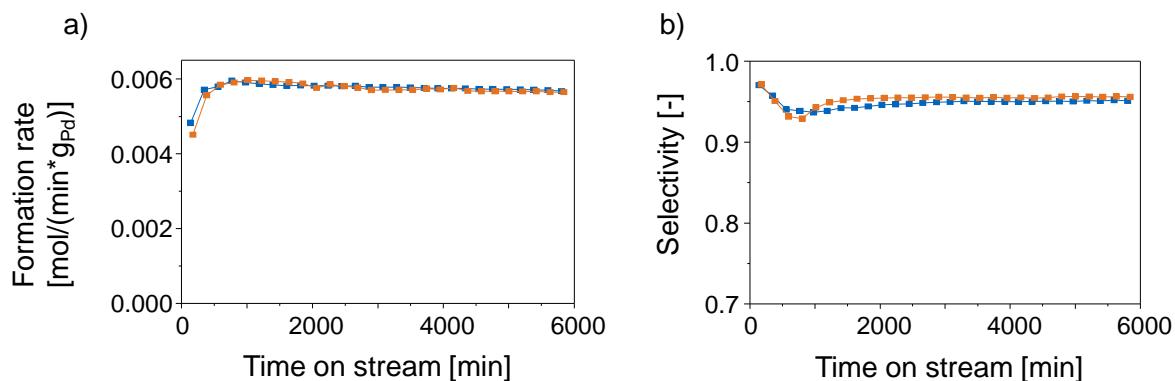 a)
Formation rate
[mol/(min*gPd)]
0.006
0.004
0.002
0.000
0
2000
4000
6000
Time on stream [min]
b)
Selectivity [-]
1.0
0.9
0.8
0.7
0
2000
4000
6000
Time on stream [min]